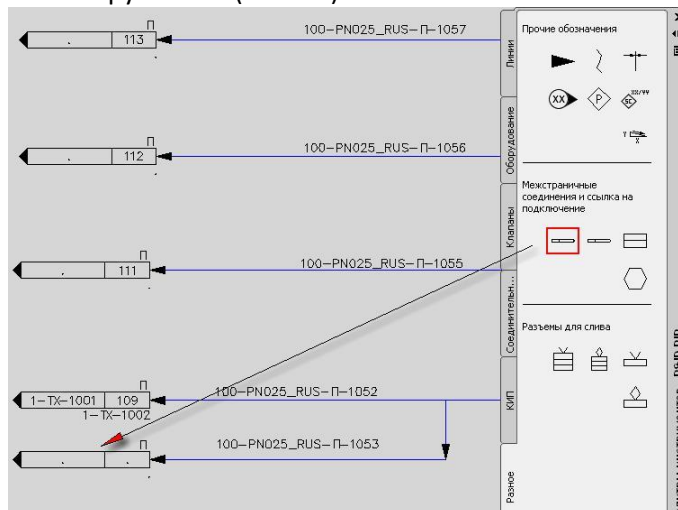 П
113
100-PN025_RUS-П-1057
П
112
100-PN025_RUS-П-1056
П
111
100-PN025_RUS-П-1055
П
1-TX-1001 109
1-TX-1002
100-PN025_RUS-П-1052
П
100-PN025_RUS-П-1053
Линии
Оборудование
Клапаны
Соединительн...
КИП
Разное
Прочие обозначения
XX
P
SC
XX/YY
Y
X
Межстраничные
соединения и ссылка на
подключение
Разъемы для слива